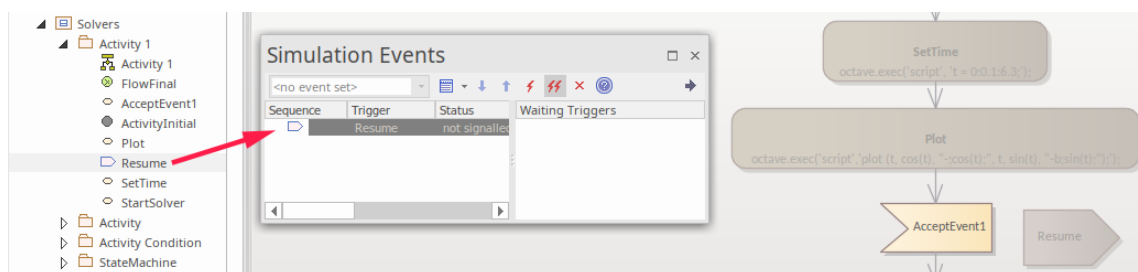 Solvers
Activity 1
Activity 1
FlowFinal
AcceptEvent1
ActivityInitial
Plot
Resume
SetTime
StartSolver
Activity
Activity Condition
StateMachine
Simulation Events
<no event set>
Sequence Trigger Status Waiting Triggers
Resume not signalled
SetTime
octave.exec('script', 't = 0:0.1:6.3;');
Plot
octave.exec('script','plot (t, cos(t), "-;cos(t);", t, sin(t), "-b;sin(t);");');
AcceptEvent1
Resume